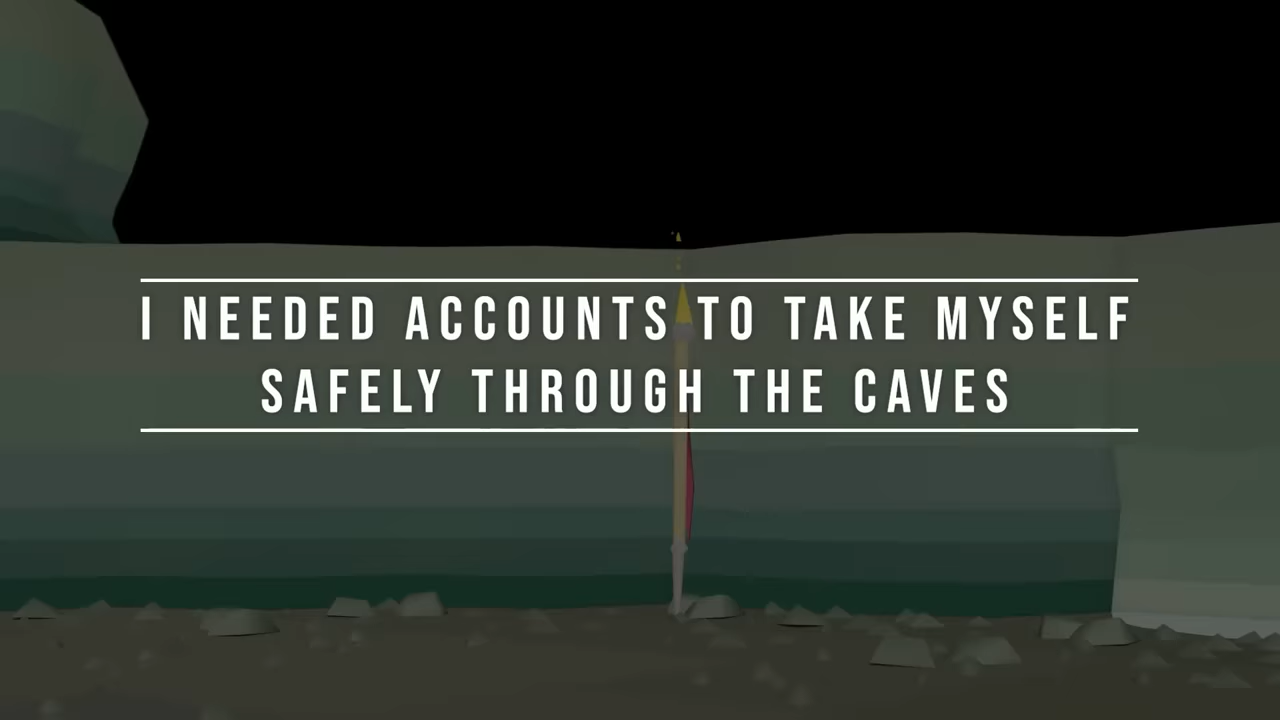 I NEEDED ACCOUNTS TO TAKE MYSELF
SAFELY THROUGH THE CAVES